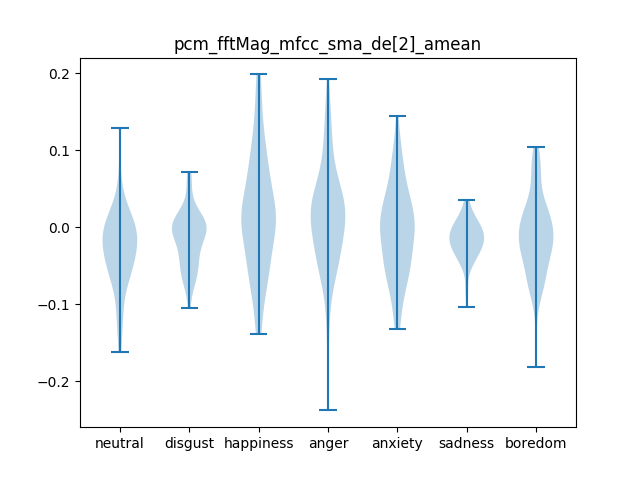 pcm_fftMag_mfcc_sma_de[2]_amean
0.2
0.1
0.0
−0.1
−0.2
neutral disgust happiness anger anxiety sadness boredom